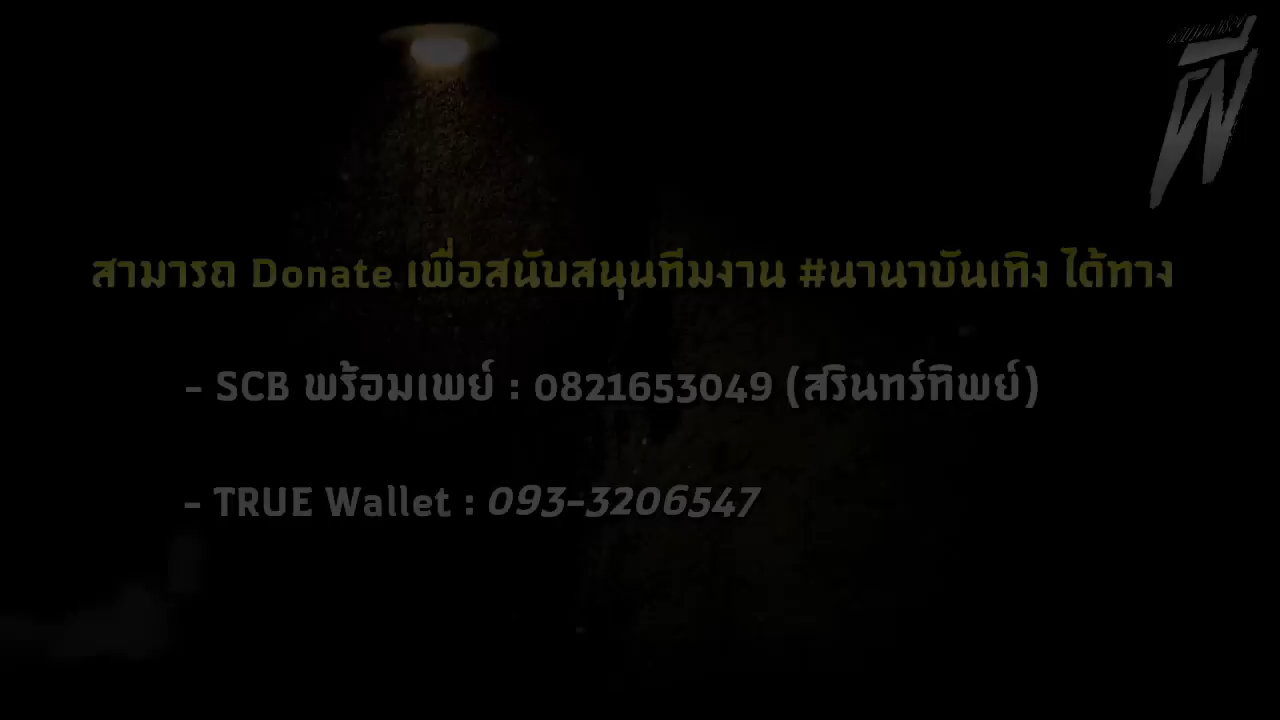 ผี
สามารถ Donate เพื่อสนับสนุนทีมงาน #นานาบันเทิง ได้ทาง
- SCB พร้อมเพย์ : 0821653049 (สรินทร์ทิพย์)
- TRUE Wallet : 093-3206547